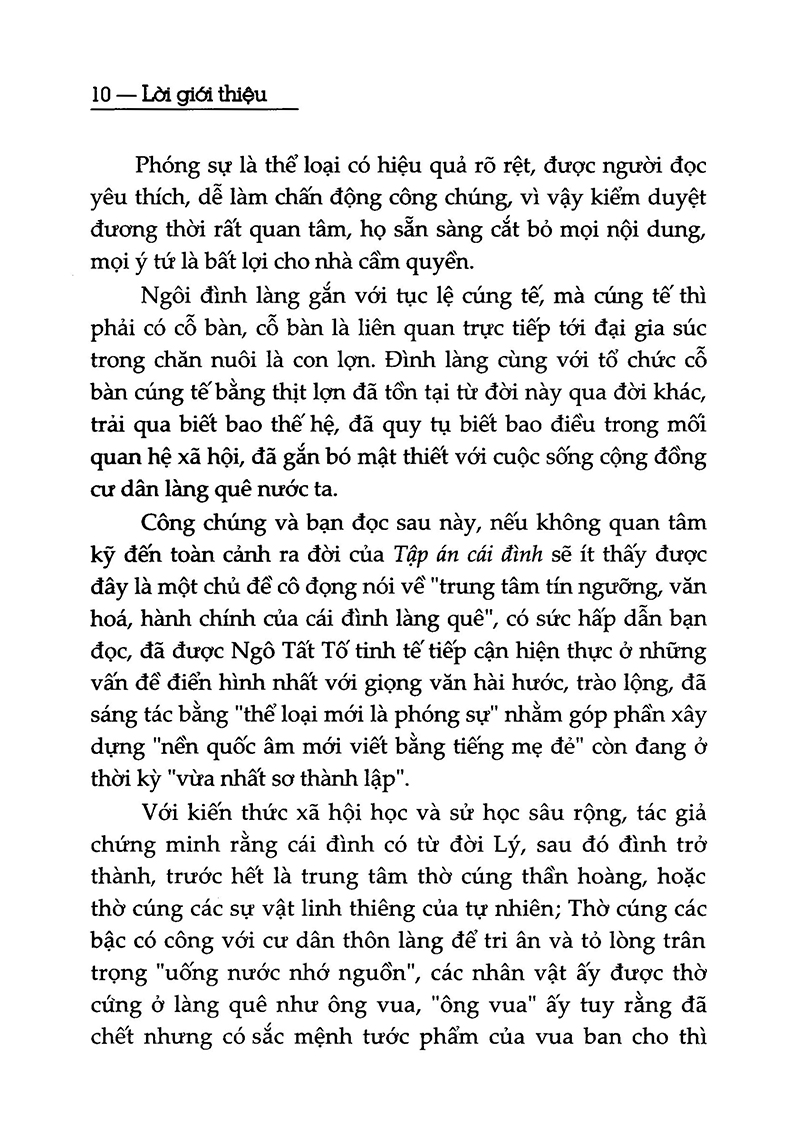 10 — Lời giới thiệu
Phóng sự là thể loại có hiệu quả rõ rệt, được người đọc
yêu thích, dễ làm chấn động công chúng, vì vậy kiểm duyệt
đương thời rất quan tâm, họ sẵn sàng cắt bỏ mọi nội dung,
mọi ý tứ là bất lợi cho nhà cầm quyền.
Ngôi đình làng gắn với tục lệ cúng tế, mà cúng tế thì
phải có cỗ bàn, cỗ bàn là liên quan trực tiếp tới đại gia súc
trong chăn nuôi là con lợn. Đình làng cùng với tổ chức cỗ
bàn cúng tế bằng thịt lợn đã tồn tại từ đời này qua đời khác,
trải qua biết bao thế hệ, đã quy tụ biết bao điều trong mối
quan hệ xã hội, đã gắn bó mật thiết với cuộc sống cộng đồng
cư dân làng quê nước ta.
Công chúng và bạn đọc sau này, nếu không quan tâm
kỹ đến toàn cảnh ra đời của Tập án cái đình sẽ ít thấy được
đây là một chủ đề cô đọng nói về "trung tâm tín ngưỡng, văn
hoá, hành chính của cái đình làng quê", có sức hấp dẫn bạn
đọc, đã được Ngô Tất Tố tinh tế tiếp cận hiện thực ở những
vấn đề điển hình nhất với giọng văn hài hước, trào lộng, đã
sáng tác bằng "thể loại mới là phóng sự" nhằm góp phần xây
dựng "nền quốc âm mới viết bằng tiếng mẹ đẻ" còn đang ở
thời kỳ "vừa nhất sơ thành lập".
Với kiến thức xã hội học và sử học sâu rộng, tác giả
chứng minh rằng cái đình có từ đời Lý, sau đó đình trở
thành, trước hết là trung tâm thờ cúng thần hoàng, hoặc
thờ cúng các sự vật linh thiêng của tự nhiên; Thờ cúng các
bậc có công với cư dân thôn làng để tri ân và tỏ lòng trân
trọng "uống nước nhớ nguồn", các nhân vật ấy được thờ
cứng ở làng quê như ông vua, "ông vua" ấy tuy rằng đã
chết nhưng có sắc mệnh tước phẩm của vua ban cho thì